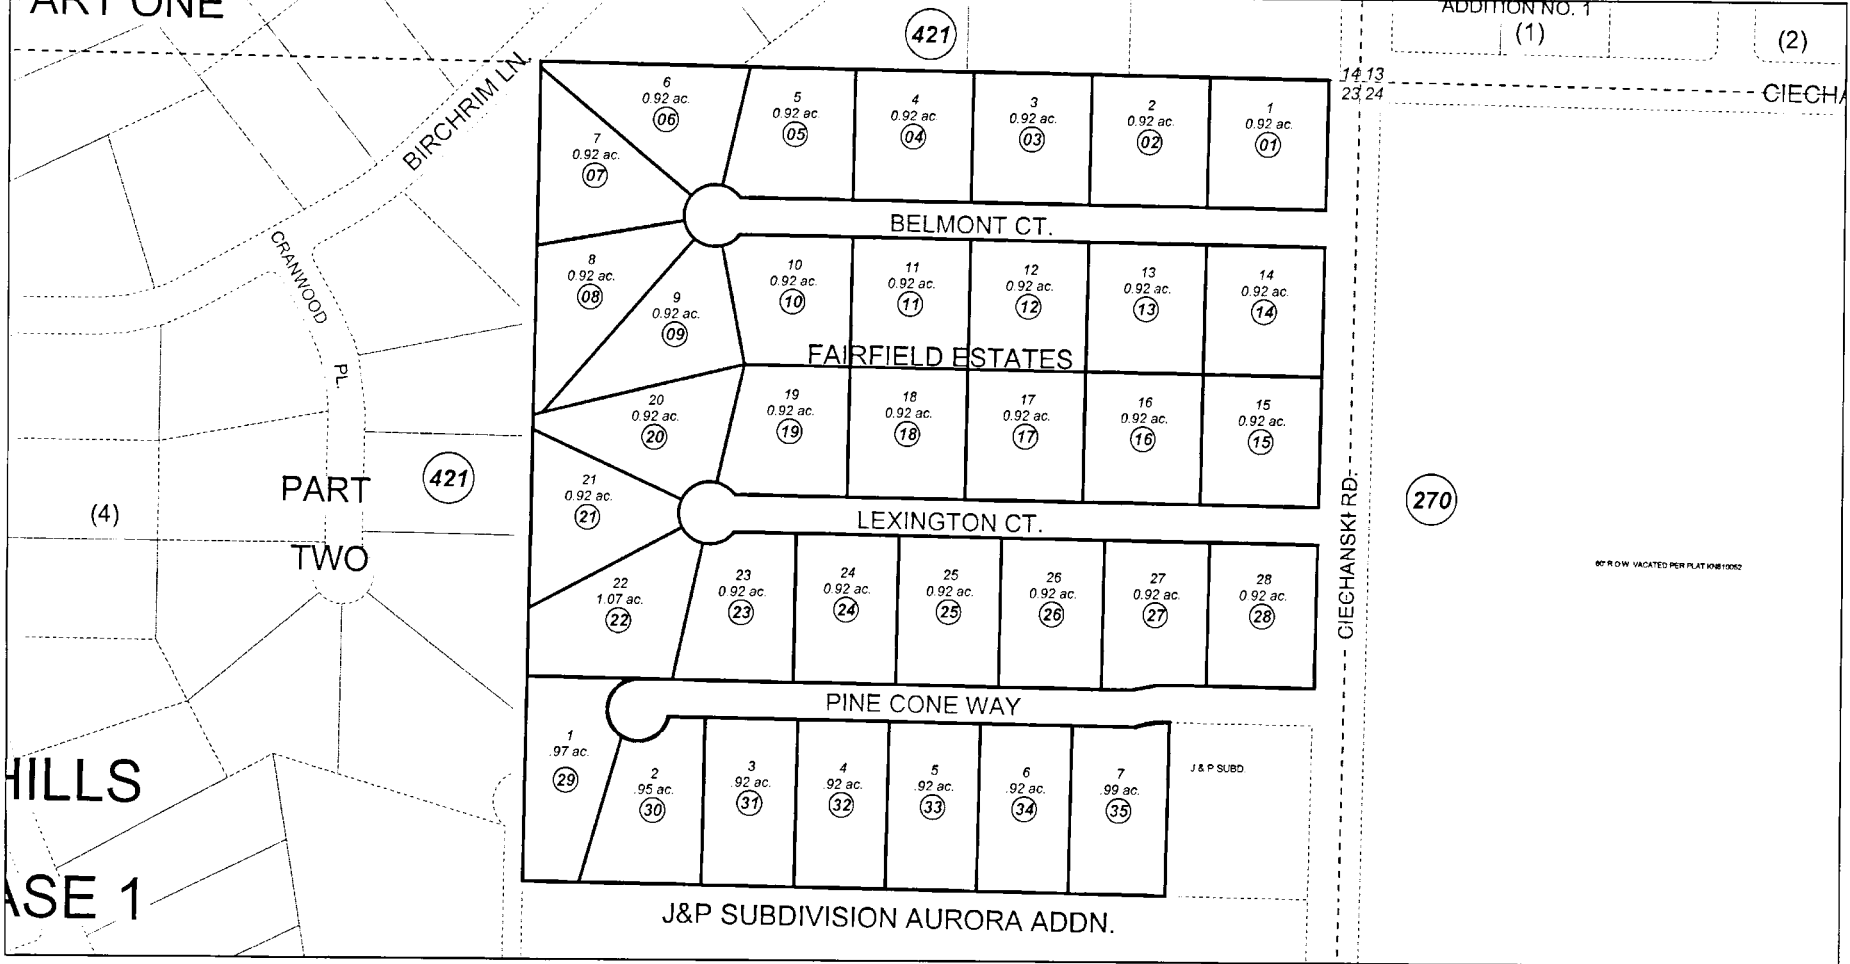 ART ONE
421
ADDITION NO. 1
(1)
(2)
14 13
23 24
CIECHA
BIRCHRIM LN.
6
0.92 ac.
06
5
0.92 ac.
05
4
0.92 ac.
04
3
0.92 ac.
03
2
0.92 ac.
02
1
0.92 ac.
01
7
0.92 ac.
07
BELMONT CT.
CRANWOOD
PL.
8
0.92 ac.
08
9
0.92 ac.
09
10
0.92 ac.
10
11
0.92 ac.
11
12
0.92 ac.
12
13
0.92 ac.
13
14
0.92 ac.
14
FAIRFIELD ESTATES
20
0.92 ac.
20
19
0.92 ac.
19
18
0.92 ac.
18
17
0.92 ac.
17
16
0.92 ac.
16
15
0.92 ac.
15
21
0.92 ac.
21
LEXINGTON CT.
CIECHANSKI RD.
270
(4)
PART
421
TWO
22
1.07 ac.
22
23
0.92 ac.
23
24
0.92 ac.
24
25
0.92 ac.
25
26
0.92 ac.
26
27
0.92 ac.
27
28
0.92 ac.
28
60' R.O.W. VACATED PER PLAT KN810052
PINE CONE WAY
1
.97 ac.
29
2
.95 ac.
30
3
.92 ac.
31
4
.92 ac.
32
5
.92 ac.
33
6
.92 ac.
34
7
.99 ac.
35
J & P SUBD.
HILLS
ASE 1
J&P SUBDIVISION AURORA ADDN.